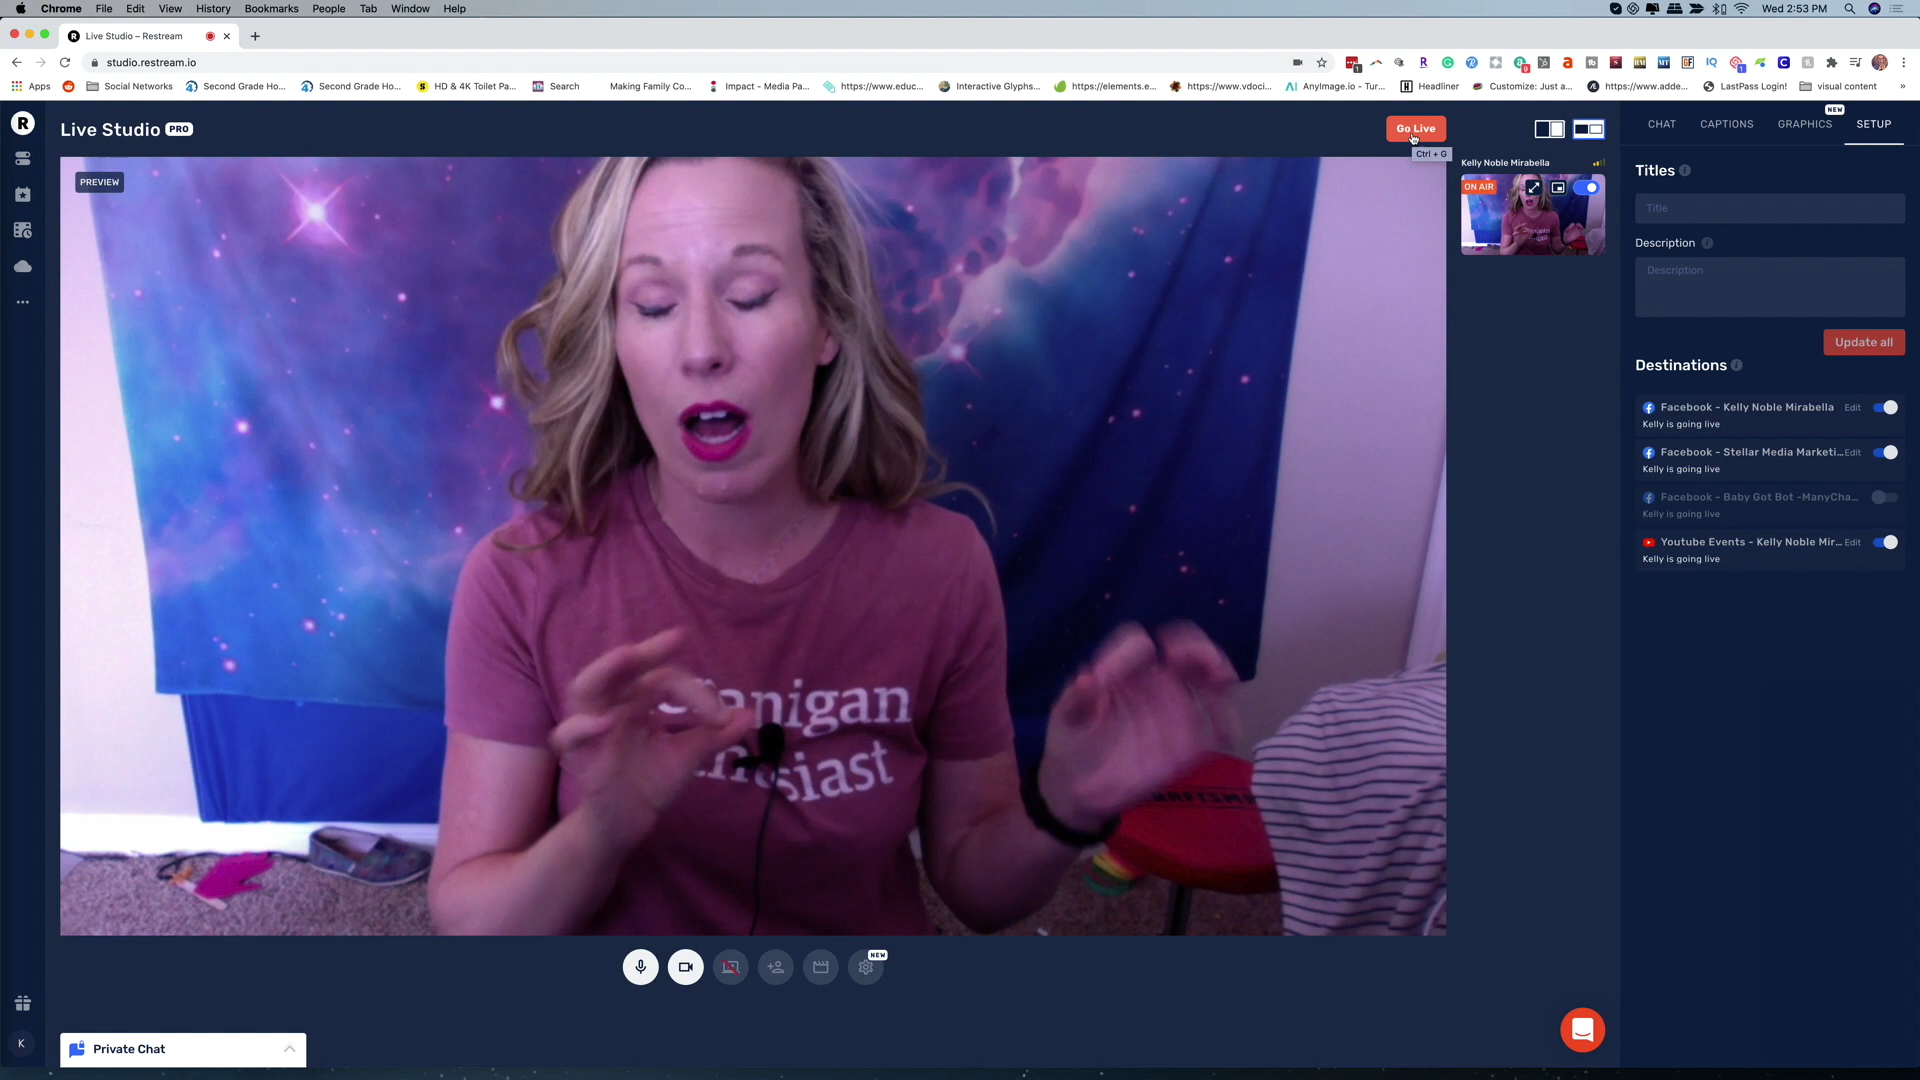 Chrome File Edit View History Bookmarks People Tab Window Help
Wed 2:53 PM
Live Studio – Restream
studio.restream.io
Apps Social Networks Second Grade Ho... Second Grade Ho... HD & 4K Toilet Pa... Search Making Family Co... Impact - Media Pa... https://www.educ... Interactive Glyphs... https://elements.e... https://www.vdoci... AnyImage.io - Tur... Headliner Customize: Just a... https://www.adde... LastPass Login! visual content »
Live Studio PRO
Go Live
Ctrl + G
NEW
CHAT CAPTIONS GRAPHICS SETUP
PREVIEW
Kelly Noble Mirabella
ON AIR
Titles
Title
Description
Description
Update all
Destinations
Facebook - Kelly Noble Mirabella Edit
Kelly is going live
Facebook - Stellar Media Marketi... Edit
Kelly is going live
Facebook - Baby Got Bot -ManyCha...
Kelly is going live
Youtube Events - Kelly Noble Mir... Edit
Kelly is going live
NEW
K
Private Chat